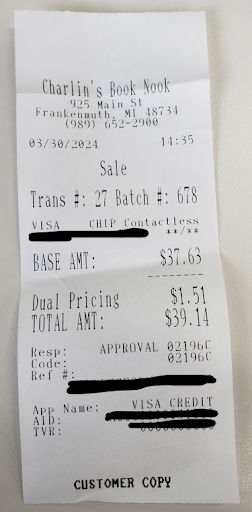 Charlin's Book Nook
925 Main St
Frankenmuth, MI 48734
(989) 652-2900
03/30/2024 14:35
Sale
Trans #: 27 Batch #: 678
VISA CHIP Contactless
**/**
BASE AMT: $37.63
--------
Dual Pricing $1.51
TOTAL AMT: $39.14
Resp: APPROVAL 02196C
Code: 02196C
Ref #:
App Name: VISA CREDIT
AID:
TVR:
CUSTOMER COPY